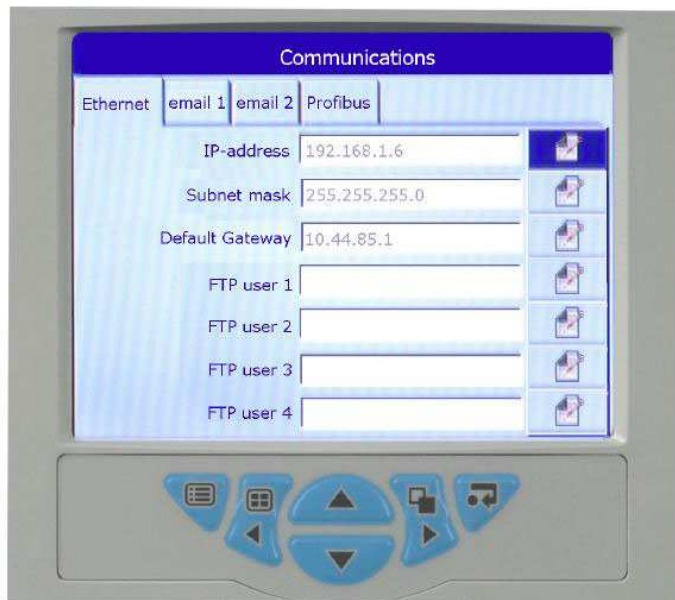 Communications
Ethernet email 1 email 2 Profibus
IP-address 192.168.1.6
Subnet mask 255.255.255.0
Default Gateway 10.44.85.1
FTP user 1
FTP user 2
FTP user 3
FTP user 4